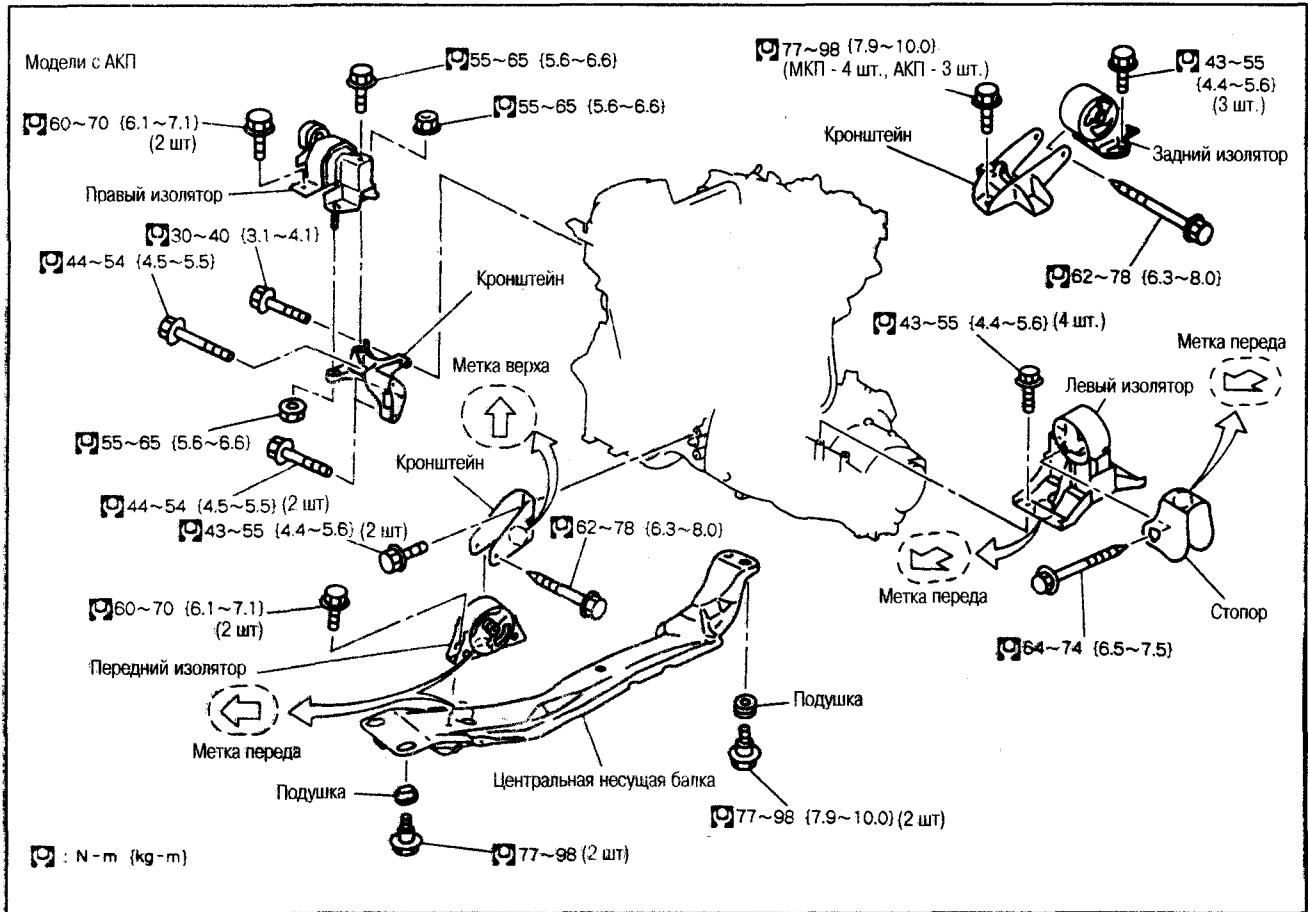 Модели с АКП
55~65 {5.6~6.6}
55~65 {5.6~6.6}
60~70 {6.1~7.1}
(2 шт)
Правый изолятор
30~40 {3.1~4.1}
44~54 {4.5~5.5}
Кронштейн
Метка верха
55~65 {5.6~6.6}
Кронштейн
44~54 {4.5~5.5} (2 шт)
43~55 {4.4~5.6} (2 шт)
62~78 {6.3~8.0}
60~70 {6.1~7.1}
(2 шт)
Передний изолятор
Метка переда
Подушка
77~98 (2 шт)
Центральная несущая балка
Подушка
77~98 {7.9~10.0} (2 шт)
77~98 {7.9~10.0}
(МКП - 4 шт., АКП - 3 шт.)
43~55
{4.4~5.6}
(3 шт.)
Кронштейн
Задний изолятор
62~78 {6.3~8.0}
43~55 {4.4~5.6} (4 шт.)
Метка переда
Левый изолятор
Метка переда
Стопор
64~74 {6.5~7.5}
: N-m {kg-m}